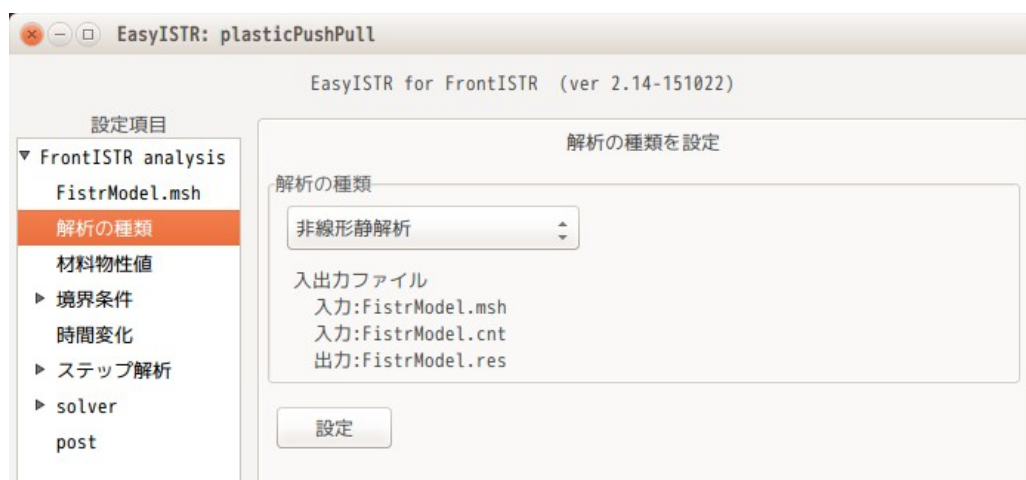 EasyISTR: plasticPushPull
EasyISTR for FrontISTR (ver 2.14-151022)
設定項目
FrontISTR analysis
FistrModel.msh
解析の種類
材料物性値
境界条件
時間変化
ステップ解析
solver
post
解析の種類を設定
解析の種類
非線形静解析
入出力ファイル
入力:FistrModel.msh
入力:FistrModel.cnt
出力:FistrModel.res
設定